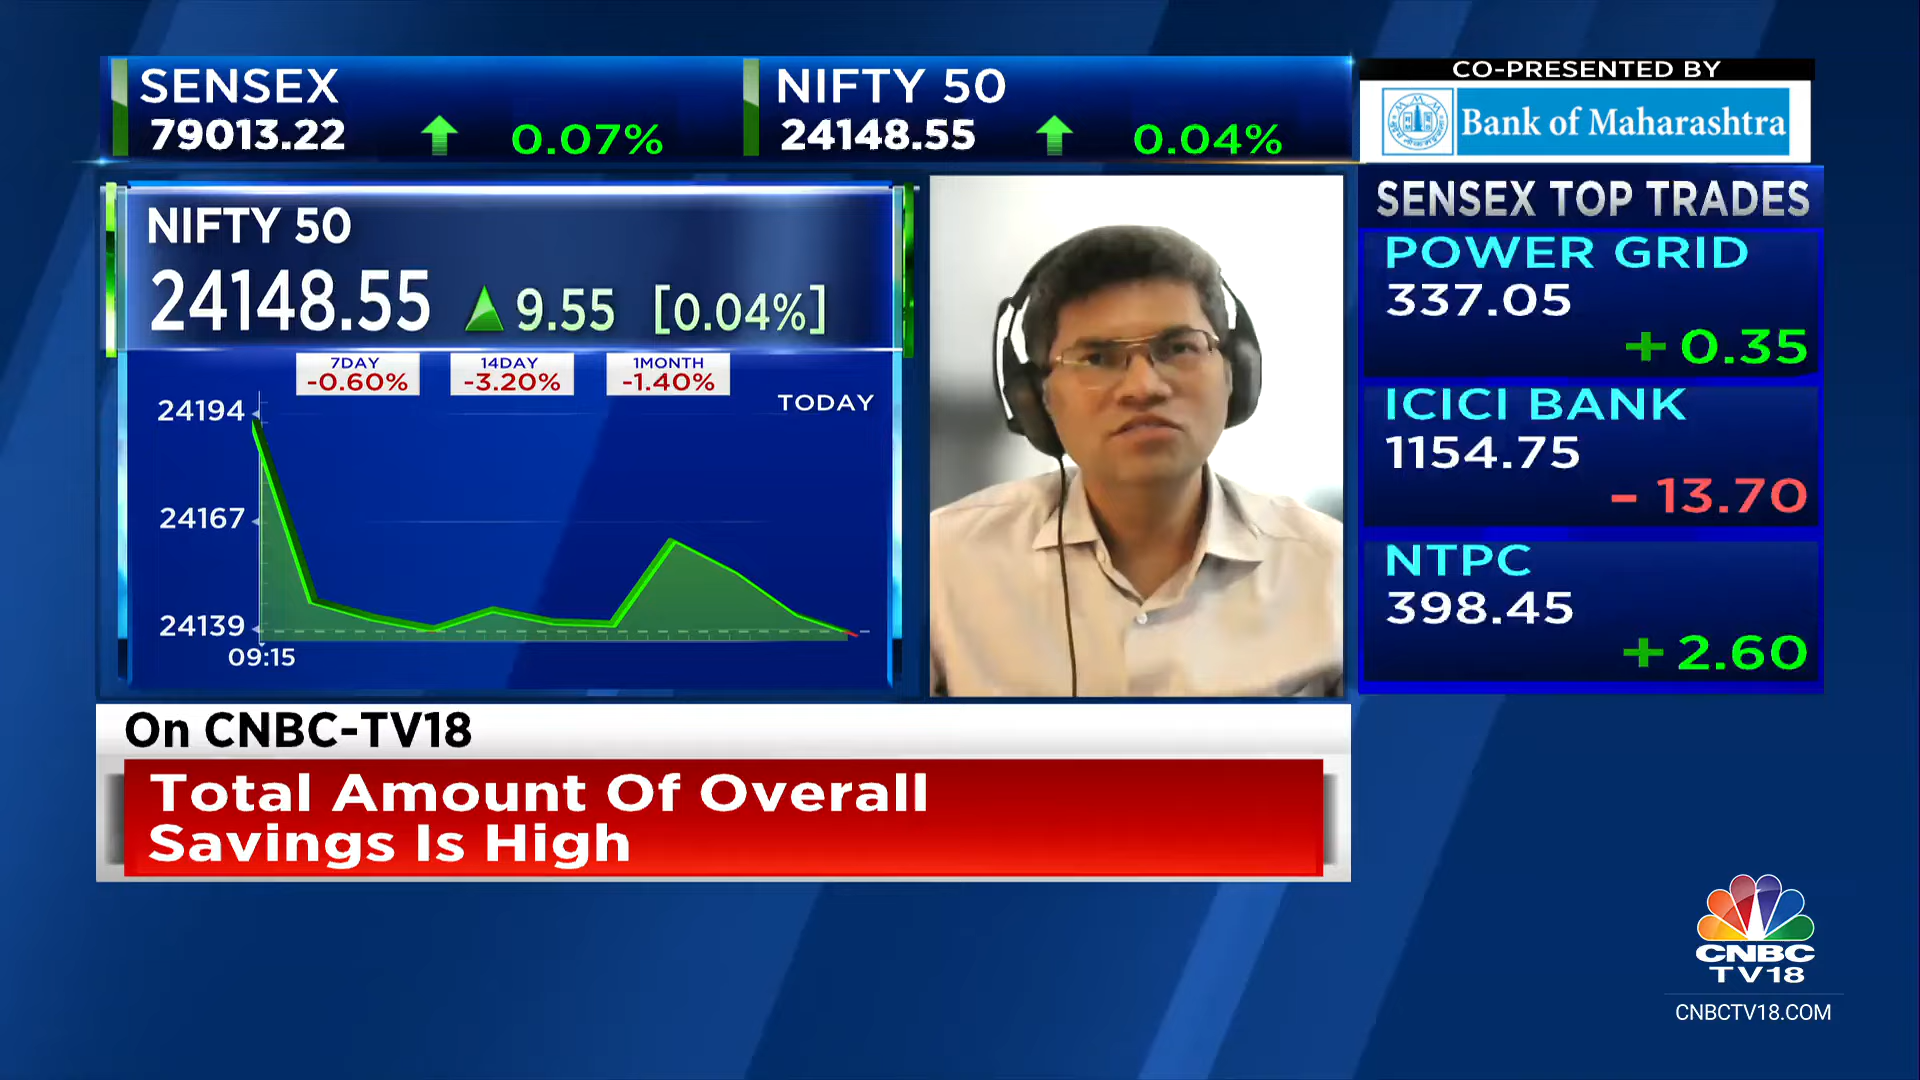 SENSEX
79013.22 0.07%
NIFTY 50
24148.55 0.04%
CO-PRESENTED BY
Bank of Maharashtra
NIFTY 50
24148.55 9.55 [0.04%]
7DAY
-0.60%
14DAY
-3.20%
1MONTH
-1.40%
TODAY
24194
24167
24139
09:15
SENSEX TOP TRADES
POWER GRID
337.05
+ 0.35
ICICI BANK
1154.75
- 13.70
NTPC
398.45
+ 2.60
On CNBC-TV18
Total Amount Of Overall
Savings Is High
CNBC
TV18
CNBCTV18.COM